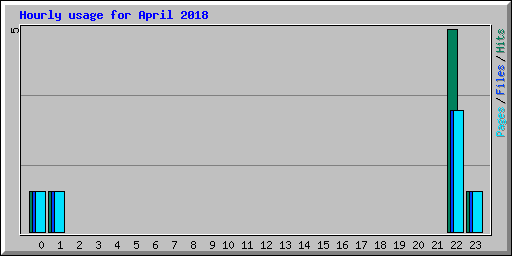 Hourly usage for April 2018
5
Pages/Files/Hits
0 1 2 3 4 5 6 7 8 9 10 11 12 13 14 15 16 17 18 19 20 21 22 23